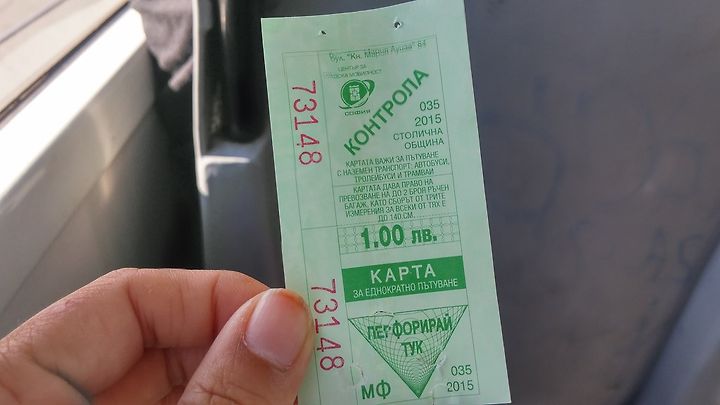 Вул. "Кн. Мария Луиза" 84
ЦЕНТЪР ЗА
ГРАДСКА МОБИЛНОСТ
СОФИЯ
КОНТРОЛА
73148
035
2015
СТОЛИЧНА
ОБЩИНА
КАРТАТА ВАЖИ ЗА ПЪТУВАНЕ
С НАЗЕМЕН ТРАНСПОРТ: АВТОБУСИ,
ТРОЛЕЙБУСИ И ТРАМВАИ
КАРТАТА ДАВА ПРАВО НА
ПРЕВОЗВАНЕ НА ДО 2 БРОЯ РЪЧЕН
БАГАЖ, КАТО СБОРЪТ ОТ ТРИТЕ
ИЗМЕРЕНИЯ ЗА ВСЕКИ ОТ ТЯХ Е
ДО 140 СМ.
1.00 лв.
КАРТА
ЗА ЕДНОКРАТНО ПЪТУВАНЕ
73148
ПЕРФОРИРАЙ
ТУК
МФ
035
2015